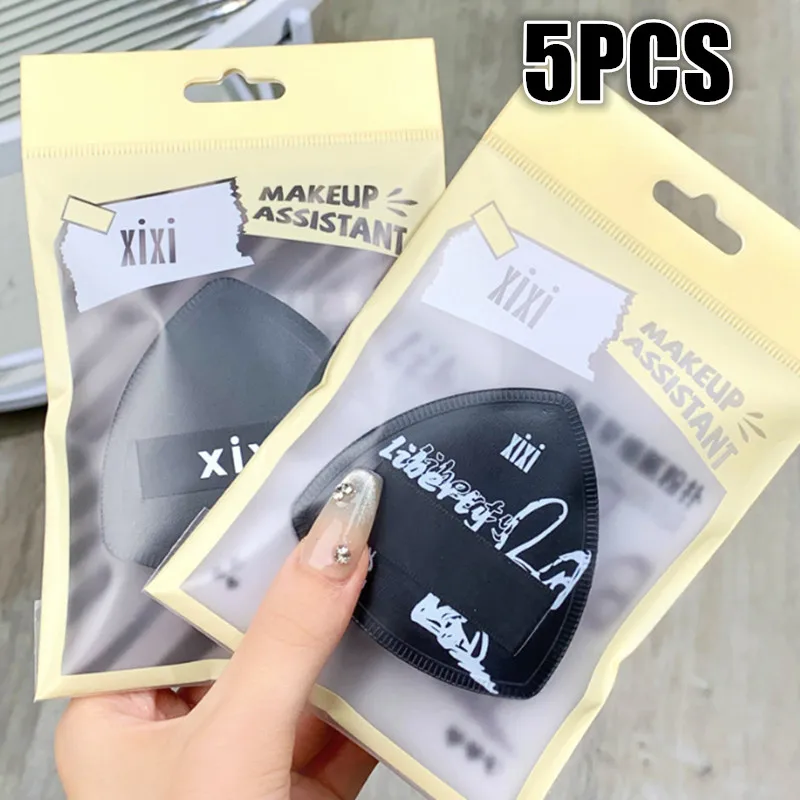 5PCS
xixi
MAKEUP
ASSISTANT
xixi
MAKEUP
ASSISTANT
xixi
xixi
Liberty